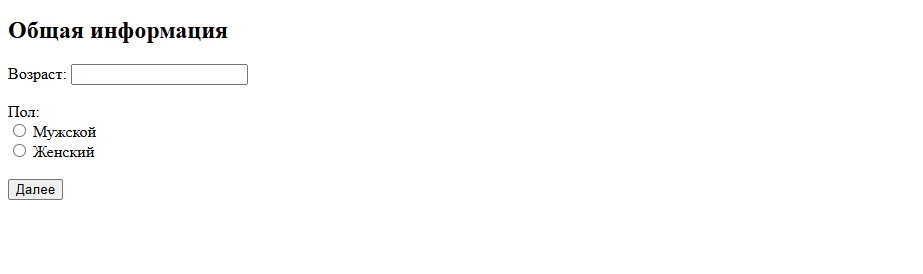 Общая информация
Возраст:
Пол:
Мужской
Женский
Далее